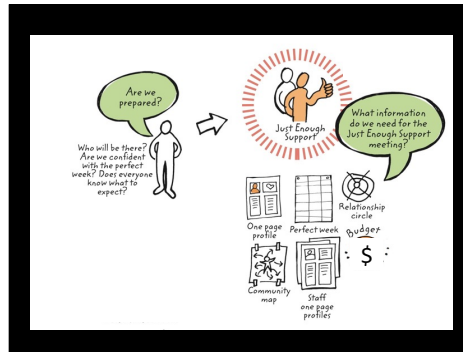 Are we
prepared?
Who will be there?
Are we confident
with the perfect
week? Does everyone
know what to
expect?
Just Enough
Support
What information
do we need for the
Just Enough Support
meeting?
One page
profile
Perfect week
Relationship
circle
Budget
$
Community
map
Staff
one page
profiles